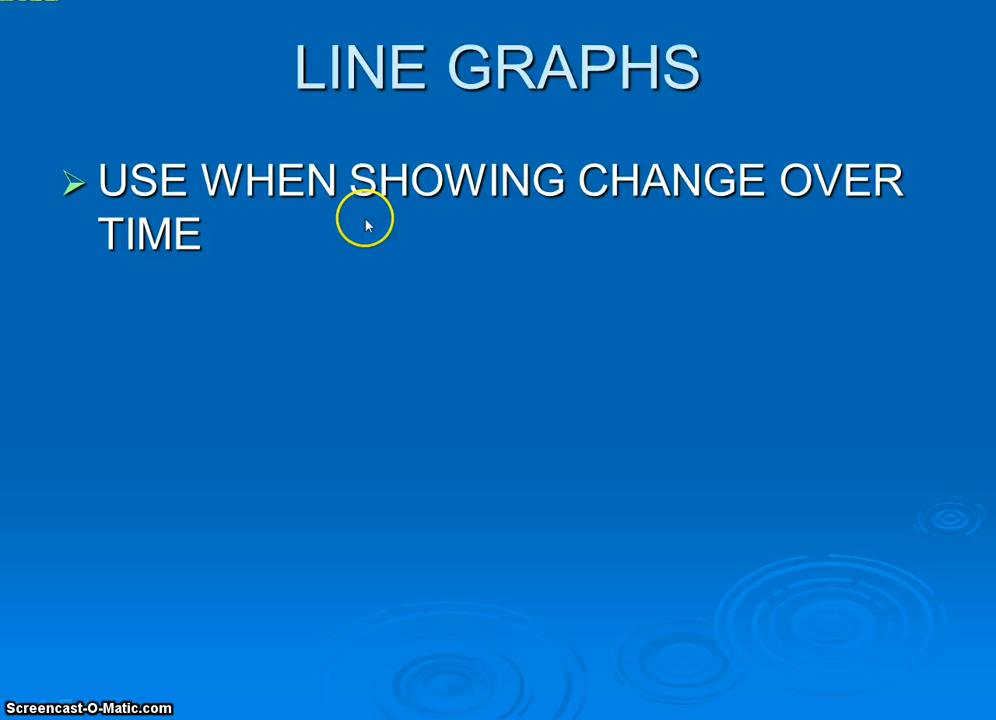 LINE GRAPHS
USE WHEN SHOWING CHANGE OVER
TIME
Screencast-O-Matic.com